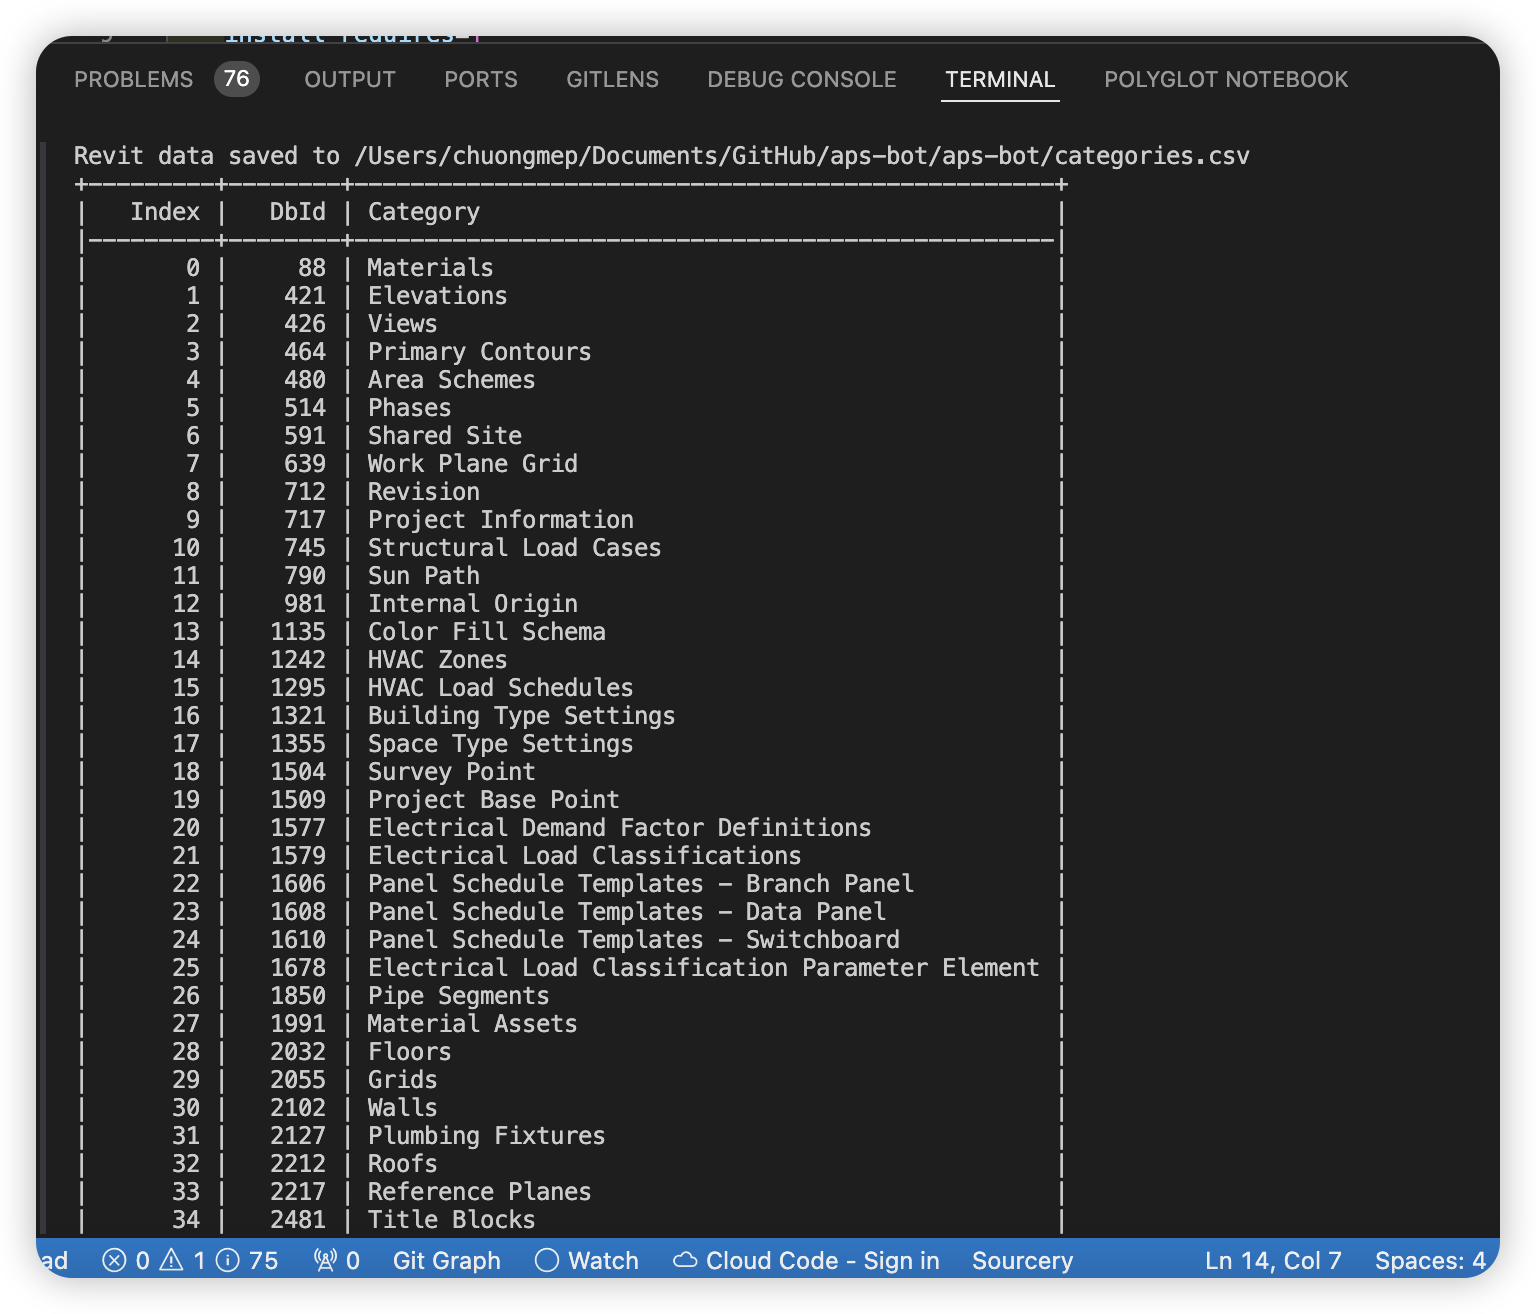 9 install_requires=[
PROBLEMS 76 OUTPUT PORTS GITLENS DEBUG CONSOLE TERMINAL POLYGLOT NOTEBOOK
Revit data saved to /Users/chuongmep/Documents/GitHub/aps-bot/aps-bot/categories.csv
+---------+--------+--------------------------------------------------+
| Index | DbId | Category |
|---------+--------+--------------------------------------------------|
| 0 | 88 | Materials |
| 1 | 421 | Elevations |
| 2 | 426 | Views |
| 3 | 464 | Primary Contours |
| 4 | 480 | Area Schemes |
| 5 | 514 | Phases |
| 6 | 591 | Shared Site |
| 7 | 639 | Work Plane Grid |
| 8 | 712 | Revision |
| 9 | 717 | Project Information |
| 10 | 745 | Structural Load Cases |
| 11 | 790 | Sun Path |
| 12 | 981 | Internal Origin |
| 13 | 1135 | Color Fill Schema |
| 14 | 1242 | HVAC Zones |
| 15 | 1295 | HVAC Load Schedules |
| 16 | 1321 | Building Type Settings |
| 17 | 1355 | Space Type Settings |
| 18 | 1504 | Survey Point |
| 19 | 1509 | Project Base Point |
| 20 | 1577 | Electrical Demand Factor Definitions |
| 21 | 1579 | Electrical Load Classifications |
| 22 | 1606 | Panel Schedule Templates - Branch Panel |
| 23 | 1608 | Panel Schedule Templates - Data Panel |
| 24 | 1610 | Panel Schedule Templates - Switchboard |
| 25 | 1678 | Electrical Load Classification Parameter Element |
| 26 | 1850 | Pipe Segments |
| 27 | 1991 | Material Assets |
| 28 | 2032 | Floors |
| 29 | 2055 | Grids |
| 30 | 2102 | Walls |
| 31 | 2127 | Plumbing Fixtures |
| 32 | 2212 | Roofs |
| 33 | 2217 | Reference Planes |
| 34 | 2481 | Title Blocks |
ad 0 1 75 0 Git Graph Watch Cloud Code - Sign in Sourcery Ln 14, Col 7 Spaces: 4